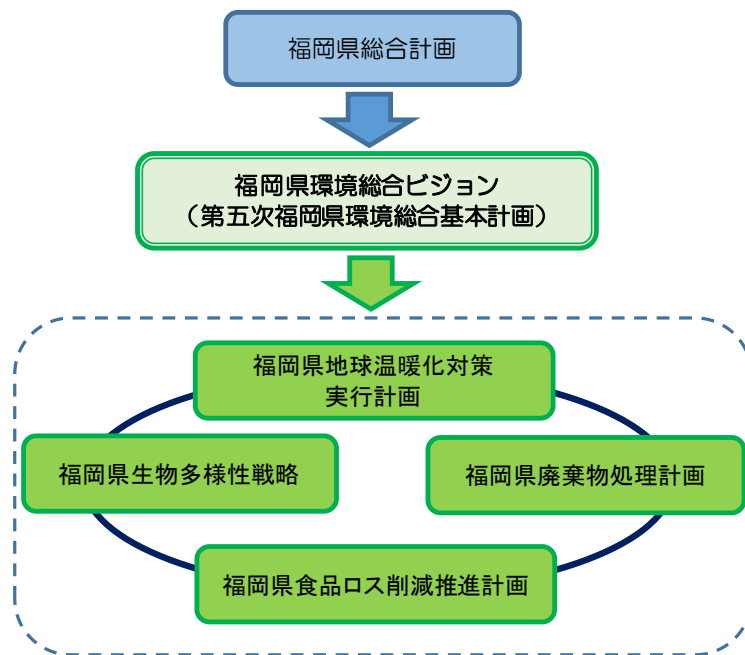 福岡県総合計画
福岡県環境総合ビジョン
（第五次福岡県環境総合基本計画）
福岡県地球温暖化対策
実行計画
福岡県生物多様性戦略
福岡県廃棄物処理計画
福岡県食品ロス削減推進計画